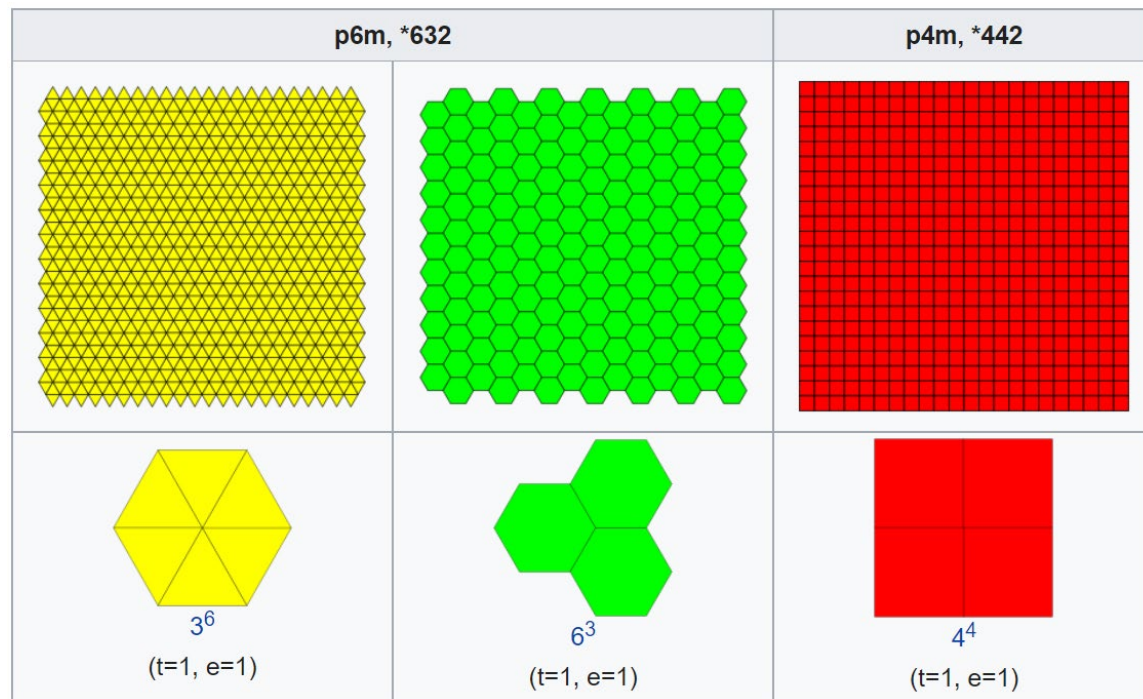 p6m, *632
p4m, *442
3⁶
6³
4⁴
(t=1, e=1)
(t=1, e=1)
(t=1, e=1)